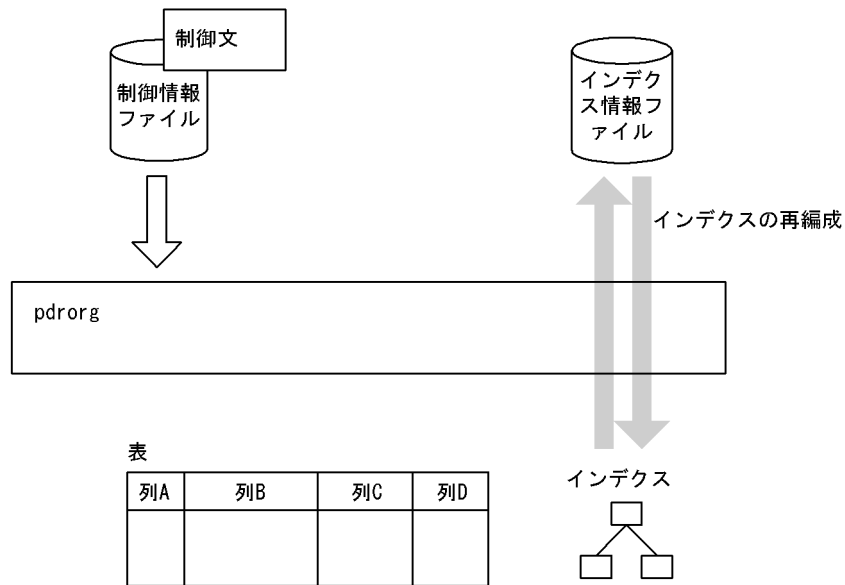 制御文
制御情報
ファイル
インデク
ス情報フ
ァイル
インデクスの再編成
pdrorg
表
列A 列B 列C 列D
インデクス